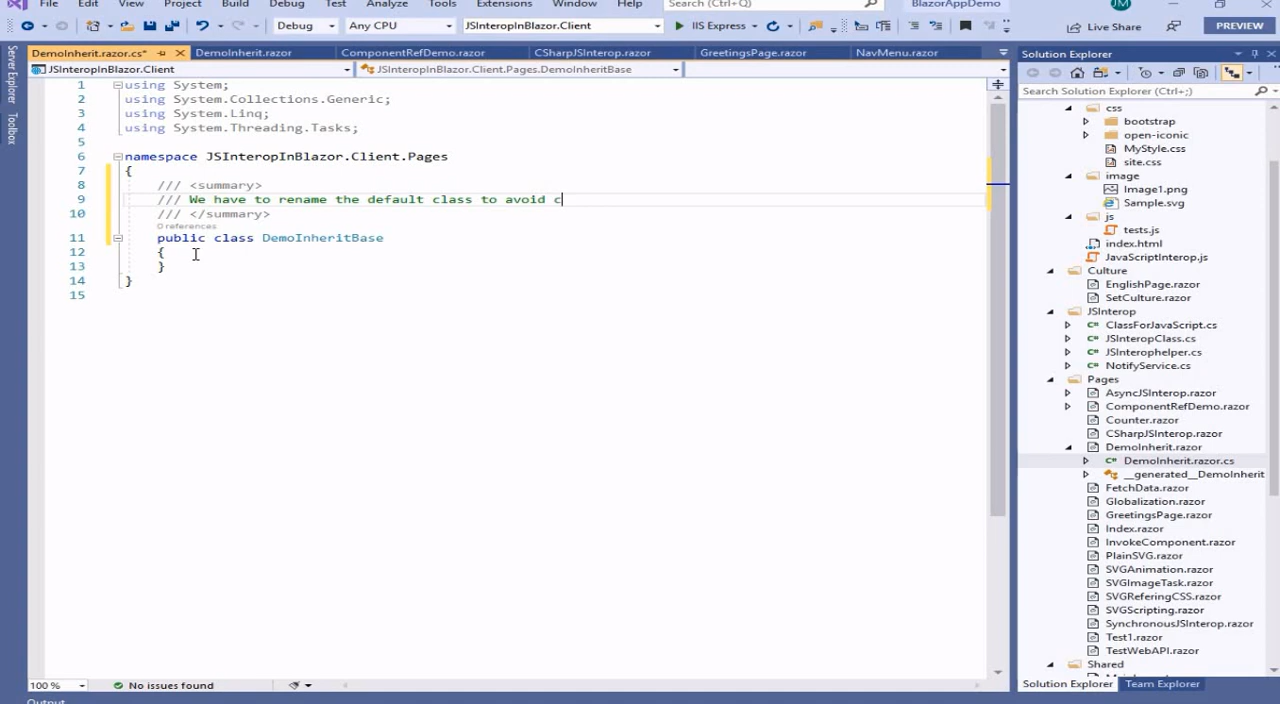 File Edit View Project Build Debug Test Analyze Tools Extensions Window Help Search (Ctrl+Q) BlazorAppDemo JM
Debug Any CPU JSInteropInBlazor.Client IIS Express Live Share PREVIEW
DemoInherit.razor.cs* DemoInherit.razor ComponentRefDemo.razor CSharpJSInterop.razor GreetingsPage.razor NavMenu.razor
JSInteropInBlazor.Client JSInteropInBlazor.Client.Pages.DemoInheritBase
Server Explorer
Toolbox
1 using System;
2 using System.Collections.Generic;
3 using System.Linq;
4 using System.Threading.Tasks;
5
6 namespace JSInteropInBlazor.Client.Pages
7 {
8 /// <summary>
9 /// We have to rename the default class to avoid c
10 /// </summary>
0 references
11 public class DemoInheritBase
12 {
13 }
14 }
15
100 % No issues found
Output
Solution Explorer
Search Solution Explorer (Ctrl+;)
css
bootstrap
open-iconic
MyStyle.css
site.css
image
Image1.png
Sample.svg
js
tests.js
index.html
JavaScriptInterop.js
Culture
EnglishPage.razor
SetCulture.razor
JSInterop
ClassForJavaScript.cs
JSInteropClass.cs
JSInterophelper.cs
NotifyService.cs
Pages
AsyncJSInterop.razor
ComponentRefDemo.razor
Counter.razor
CSharpJSInterop.razor
DemoInherit.razor
DemoInherit.razor.cs
__generated__DemoInherit
FetchData.razor
Globalization.razor
GreetingsPage.razor
Index.razor
InvokeComponent.razor
PlainSVG.razor
SVGAnimation.razor
SVGImageTask.razor
SVGReferingCSS.razor
SVGScripting.razor
SynchronousJSInterop.razor
Test1.razor
TestWebAPI.razor
Shared
Solution Explorer Team Explorer